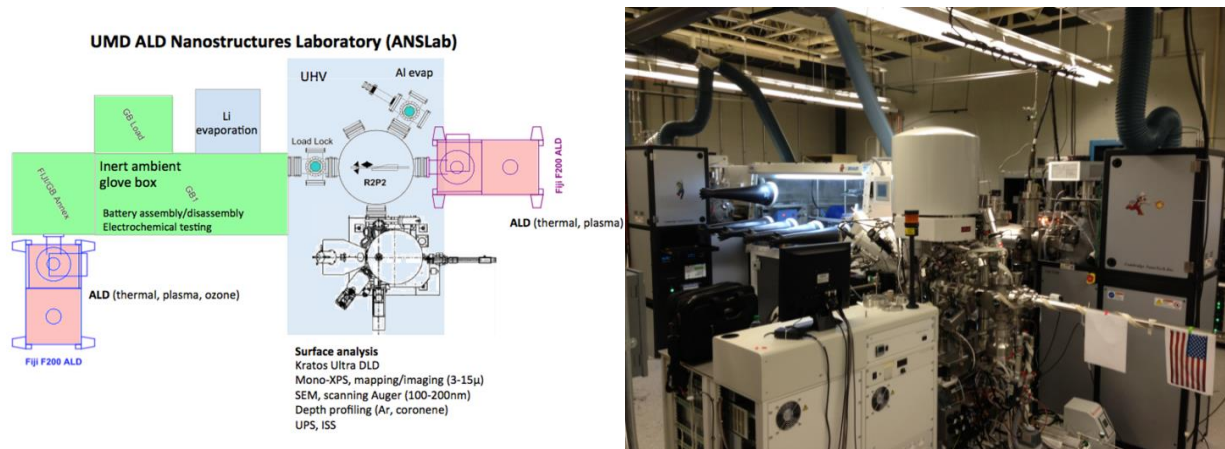 UMD ALD Nanostructures Laboratory (ANSLab)
UHV
Al evap
GB Load
Li
evaporation
Load Lock
Inert ambient
glove box
FIJI/GB Annex
GB1
R2P2
Fiji F200 ALD
Battery assembly/disassembly
Electrochemical testing
ALD (thermal, plasma)
ALD (thermal, plasma, ozone)
Fiji F200 ALD
Surface analysis
Kratos Ultra DLD
Mono-XPS, mapping/imaging (3-15μ)
SEM, scanning Auger (100-200nm)
Depth profiling (Ar, coronene)
UPS, ISS